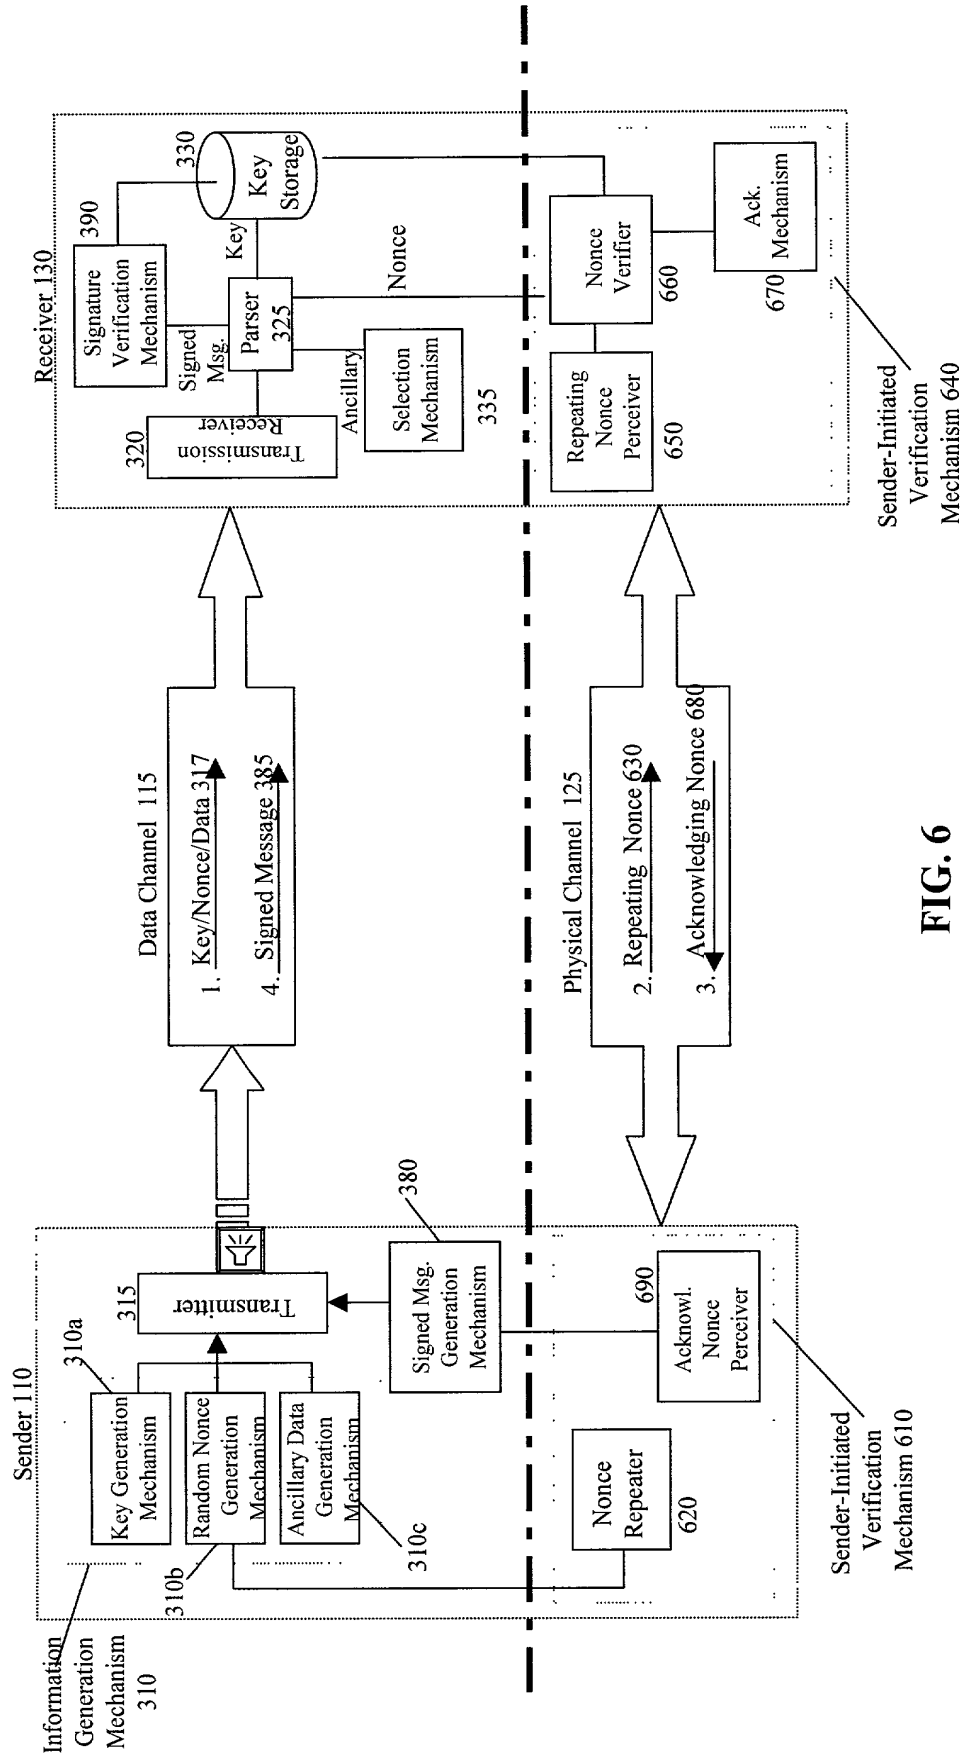 Information
Generation
Mechanism
310
Sender 110
310a
Key Generation
Mechanism
Random Nonce
Generation
Mechanism
310b
Ancillary Data
Generation
Mechanism
310c
315
Transmitter
380
Signed Msg.
Generation
Mechanism
Nonce
Repeater
620
690
Acknowl.
Nonce
Perceiver
Sender-Initiated
Verification
Mechanism 610
Data Channel 115
1. Key/Nonce/Data 317
4. Signed Message 385
Physical Channel 125
2. Repeating Nonce 630
3. Acknowledging Nonce 680
Receiver 130
390
Signature
Verification
Mechanism
330
Key
Storage
Signed
Msg.
Key
Parser
325
320
Transmission
Receiver
Ancillary
Nonce
Selection
Mechanism
335
Repeating
Nonce
Perceiver
650
Nonce
Verifier
660
Ack.
Mechanism
670
Sender-Initiated
Verification
Mechanism 640
FIG. 6